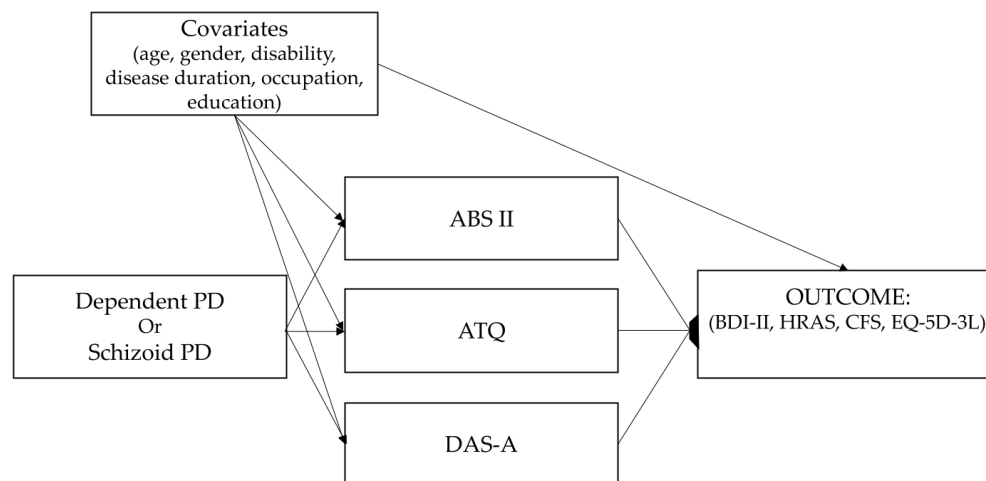 Covariates
(age, gender, disability,
disease duration, occupation,
education)
ABS II
Dependent PD
Or
Schizoid PD
ATQ
OUTCOME:
(BDI-II, HRAS, CFS, EQ-5D-3L)
DAS-A